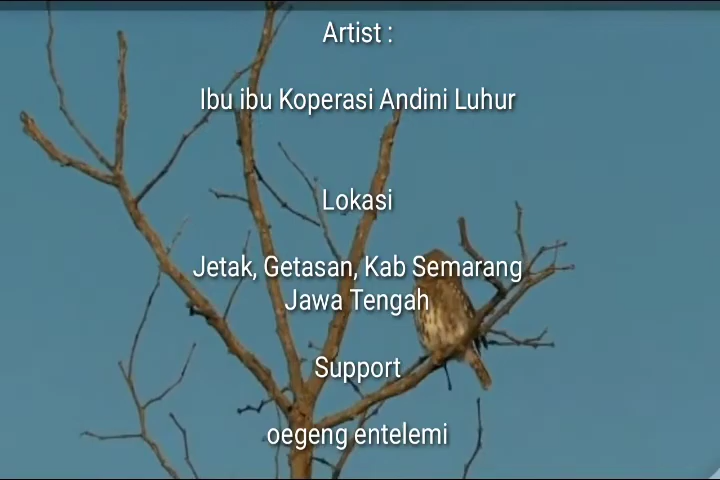 Artist :
Ibu ibu Koperasi Andini Luhur
Lokasi
Jetak, Getasan, Kab Semarang
Jawa Tengah
Support
oegeng entelemi